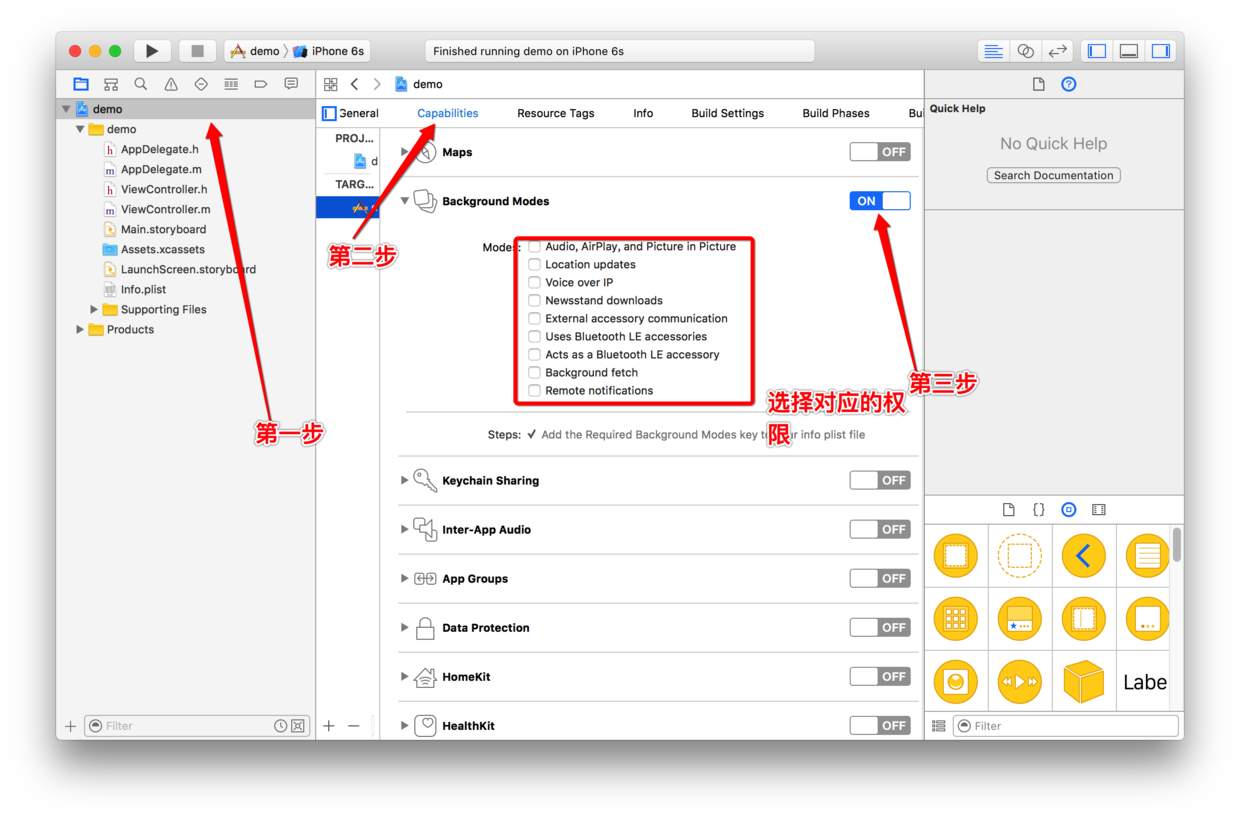 demo
iPhone 6s
Finished running demo on iPhone 6s
demo
Quick Help
No Quick Help
Search Documentation
demo
demo
AppDelegate.h
AppDelegate.m
ViewController.h
ViewController.m
Main.storyboard
Assets.xcassets
LaunchScreen.storyboard
Info.plist
Supporting Files
Products
Filter
第一步
General
Capabilities
Resource Tags
Info
Build Settings
Build Phases
Bu
PROJ...
d
TARG...
第二步
Maps
OFF
Background Modes
ON
Modes:
Audio, AirPlay, and Picture in Picture
Location updates
Voice over IP
Newsstand downloads
External accessory communication
Uses Bluetooth LE accessories
Acts as a Bluetooth LE accessory
Background fetch
Remote notifications
第三步
选择对应的权
限
Steps: ✓ Add the Required Background Modes key to your info plist file
Keychain Sharing
OFF
Inter-App Audio
OFF
App Groups
OFF
Data Protection
OFF
HomeKit
OFF
HealthKit
OFF
Labe
Filter